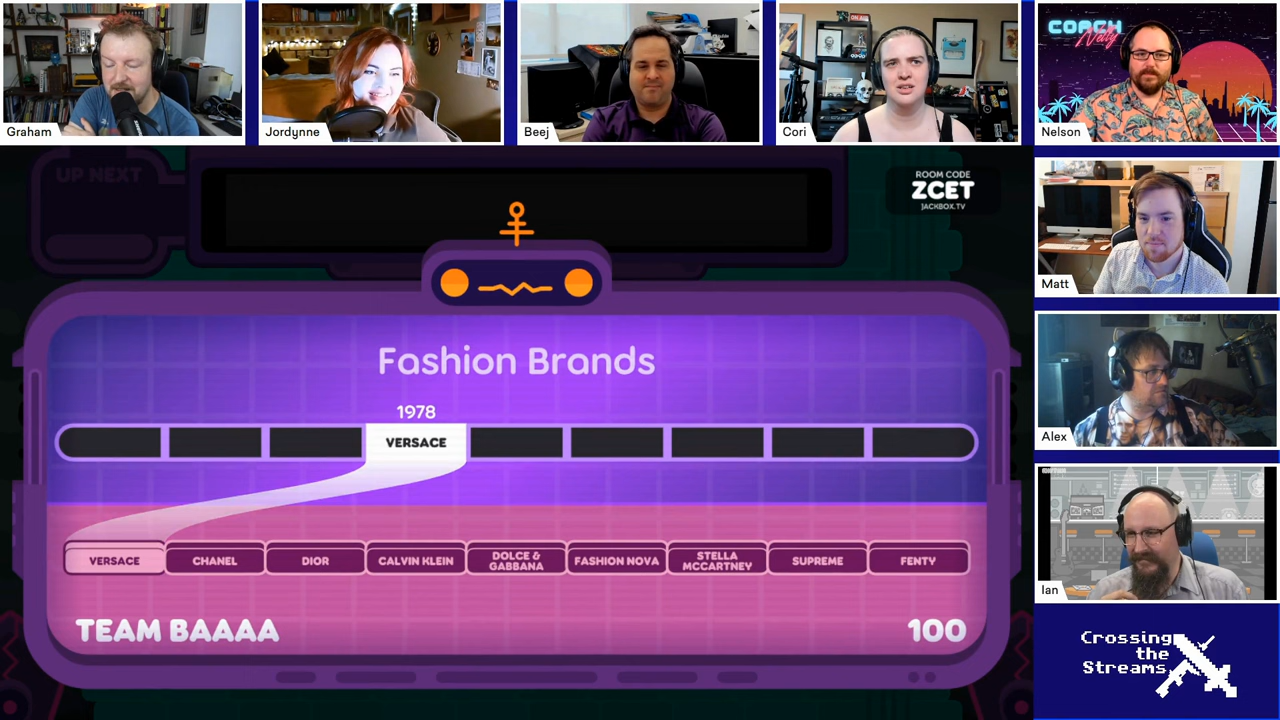 COACH
Nelly
ON AIR
Graham
Jordynne
Beej
Cori
Nelson
UP NEXT
ROOM CODE
ZCET
JACKBOX.TV
Matt
Fashion Brands
1978
VERSACE
Alex
VERSACE
CHANEL
DIOR
CALVIN KLEIN
DOLCE &
GABBANA
FASHION NOVA
STELLA
MCCARTNEY
SUPREME
FENTY
Ian
TEAM BAAAA
100
Crossing
the
Streams